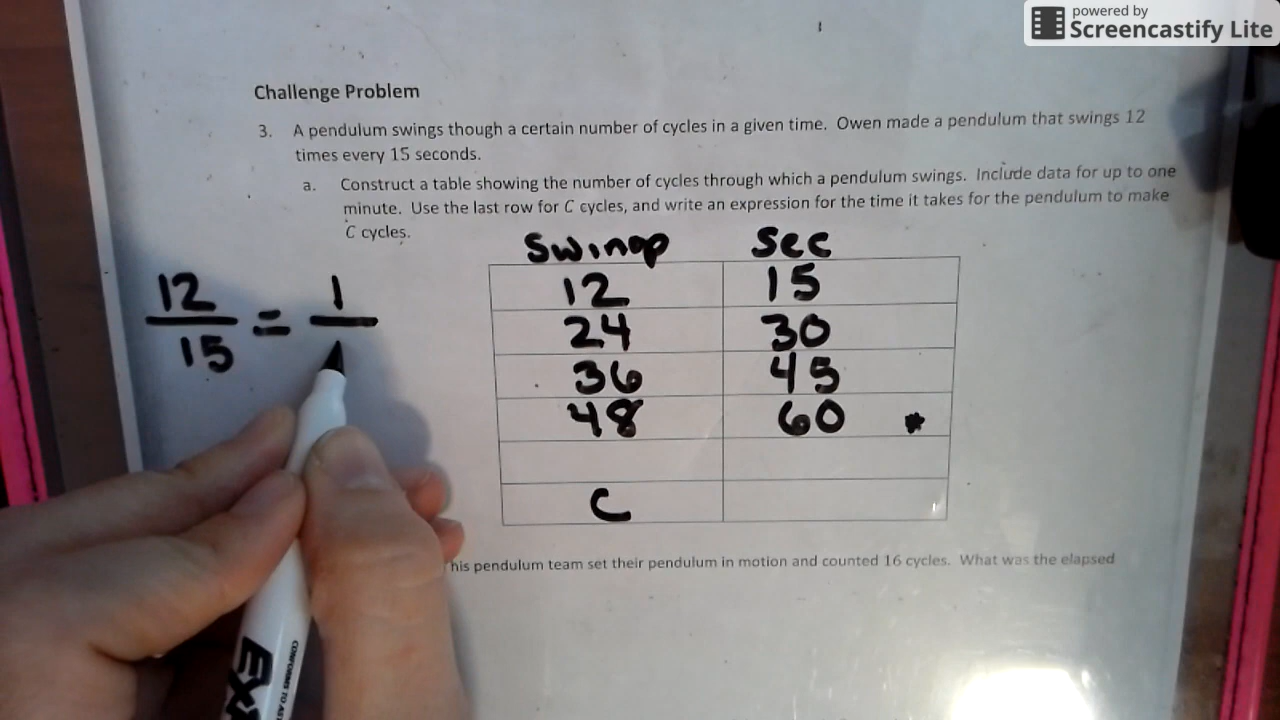 powered by
Screencastify Lite
Challenge Problem
3. A pendulum swings though a certain number of cycles in a given time. Owen made a pendulum that swings 12
times every 15 seconds.
a. Construct a table showing the number of cycles through which a pendulum swings. Include data for up to one
minute. Use the last row for C cycles, and write an expression for the time it takes for the pendulum to make
C cycles.
Swings Sec
12 15
24 30
36 45
48 60 *
C
12/15 = 1/
his pendulum team set their pendulum in motion and counted 16 cycles. What was the elapsed